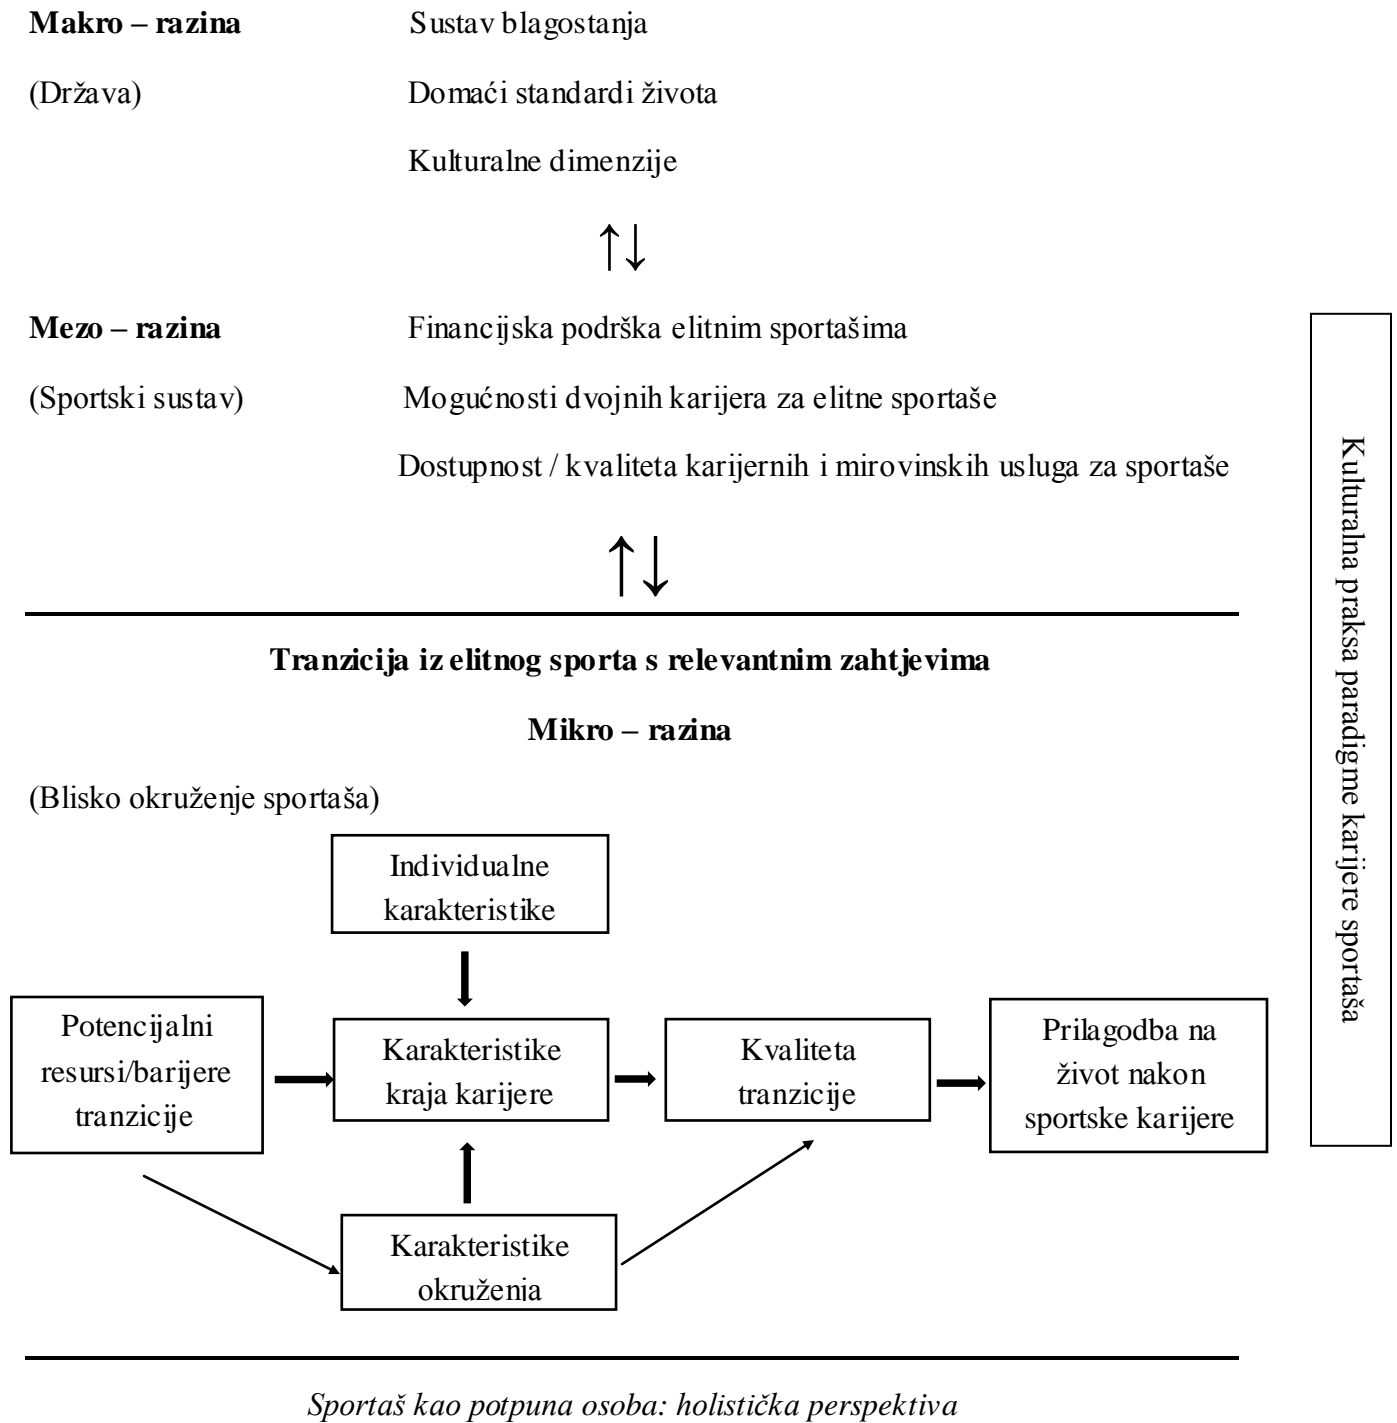 Makro – razina
Sustav blagostanja
(Država)
Domaći standardi života
Kulturalne dimenzije
↑↓
Mezo – razina
Financijska podrška elitnim sportašima
(Sportski sustav)
Mogućnosti dvojnih karijera za elitne sportaše
Dostupnost / kvaliteta karijernih i mirovinskih usluga za sportaše
↑↓
Kulturalna praksa paradigme karijere sportaša
Tranzicija iz elitnog sporta s relevantnim zahtjevima
Mikro – razina
(Blisko okruženje sportaša)
Individualne
karakteristike
Potencijalni
resursi/barijere
tranzicije
Karakteristike
kraja karijere
Kvaliteta
tranzicije
Prilagodba na
život nakon
sportske karijere
Karakteristike
okruženja
Sportaš kao potpuna osoba: holistička perspektiva